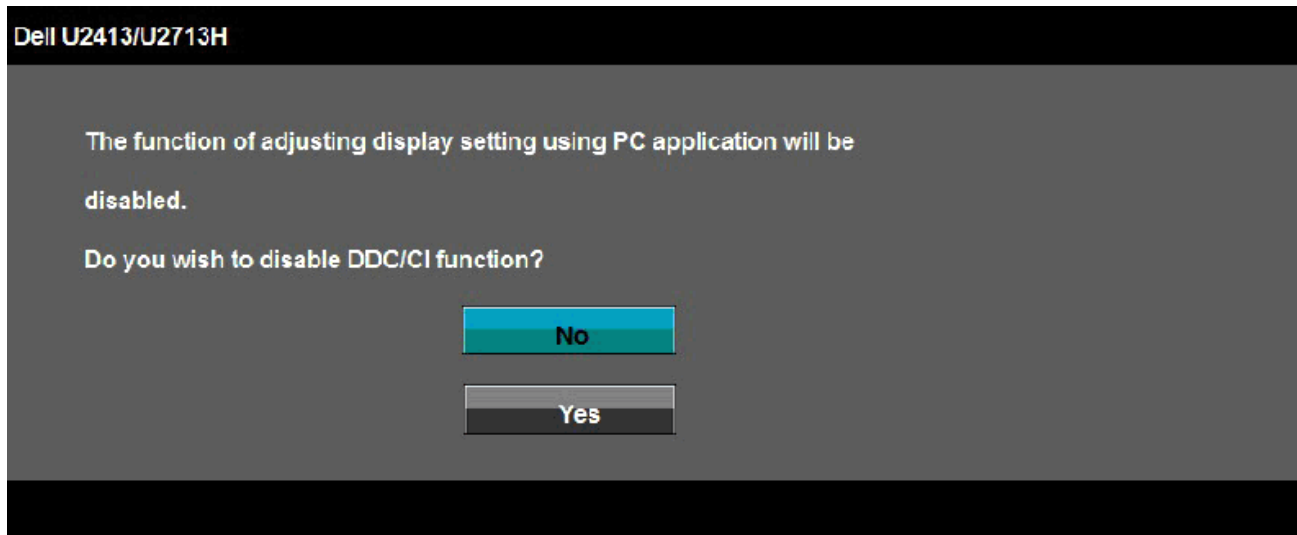 Dell U2413/U2713H
The function of adjusting display setting using PC application will be
disabled.
Do you wish to disable DDC/CI function?
No
Yes